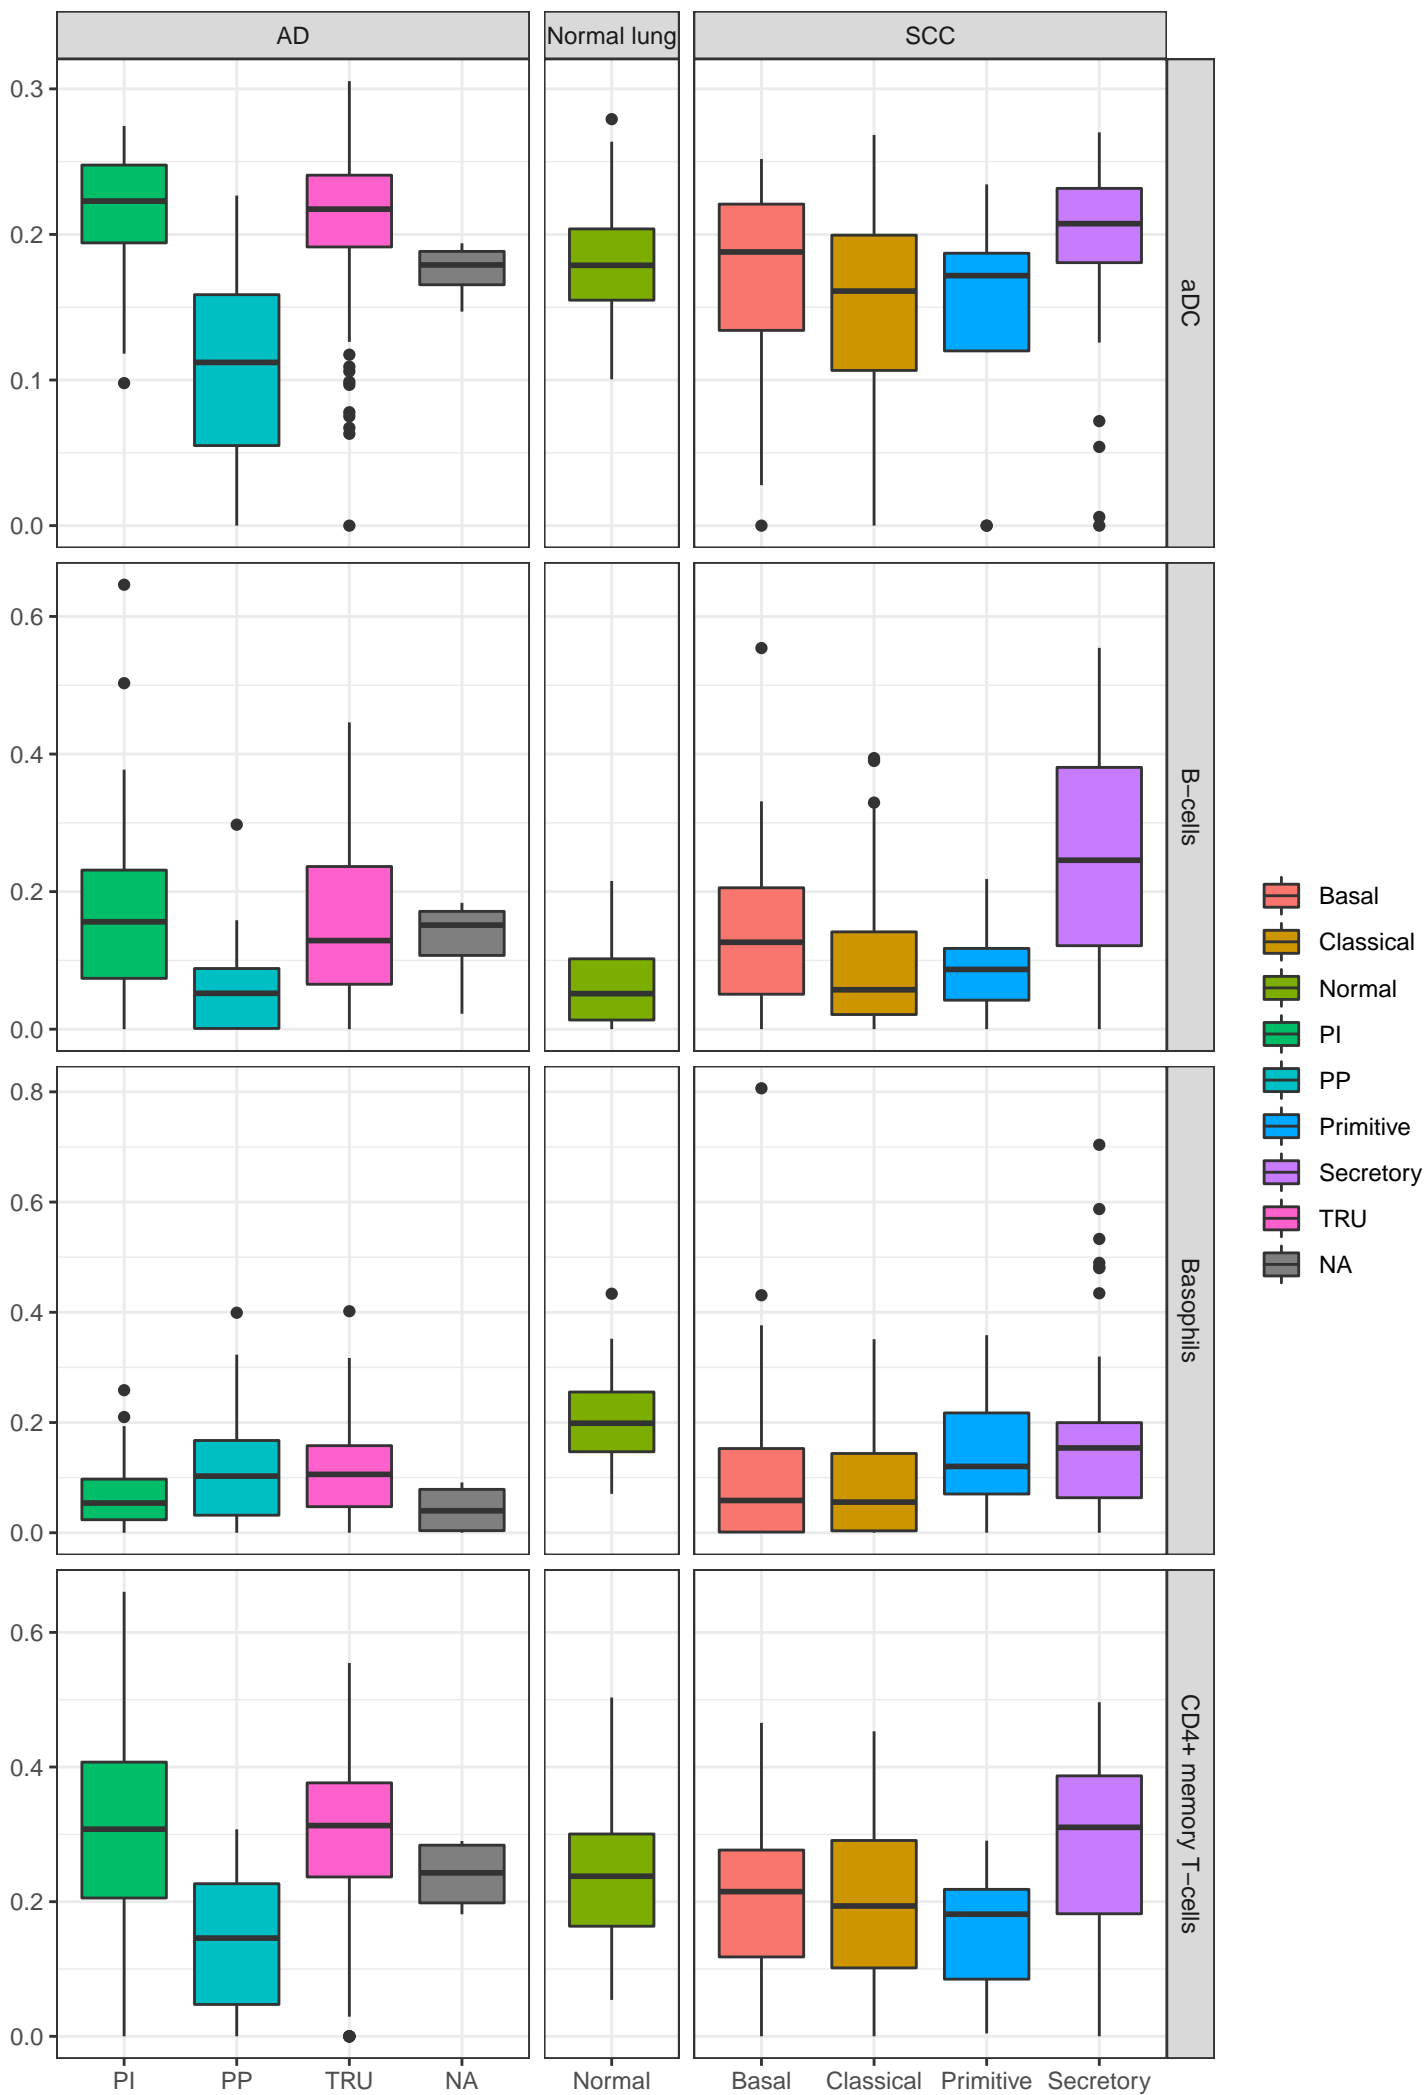 AD Normal lung SCC
0.3
0.2
0.1
0.0
aDC
0.6
0.4
0.2
0.0
B−cells
0.8
0.6
0.4
0.2
0.0
Basophils
0.6
0.4
0.2
0.0
CD4+ memory T−cells
PI PP TRU NA Normal Basal Classical Primitive Secretory
Basal
Classical
Normal
PI
PP
Primitive
Secretory
TRU
NA